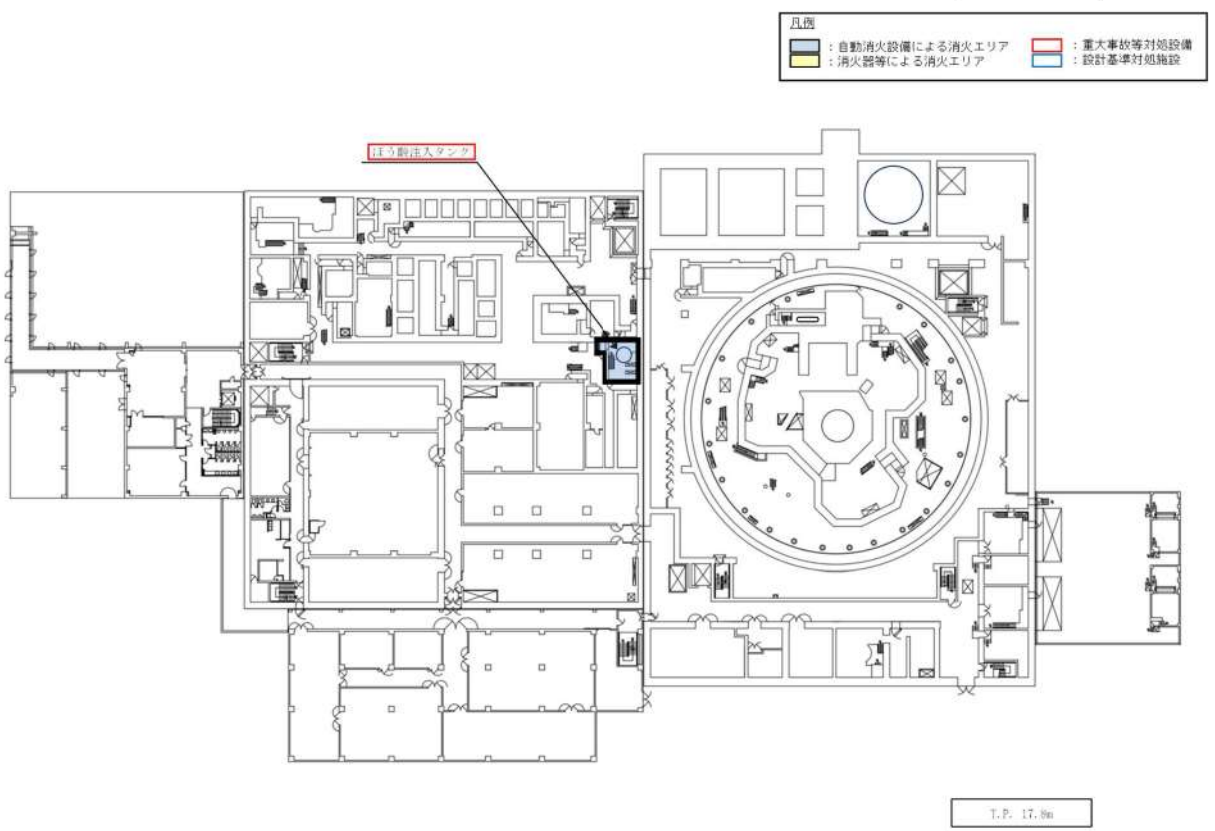 凡例
：自動消火設備による消火エリア
：消火器等による消火エリア
：重大事故等対処設備
：設計基準対処施設
ほう酸注入タンク
T.P. 17.8m